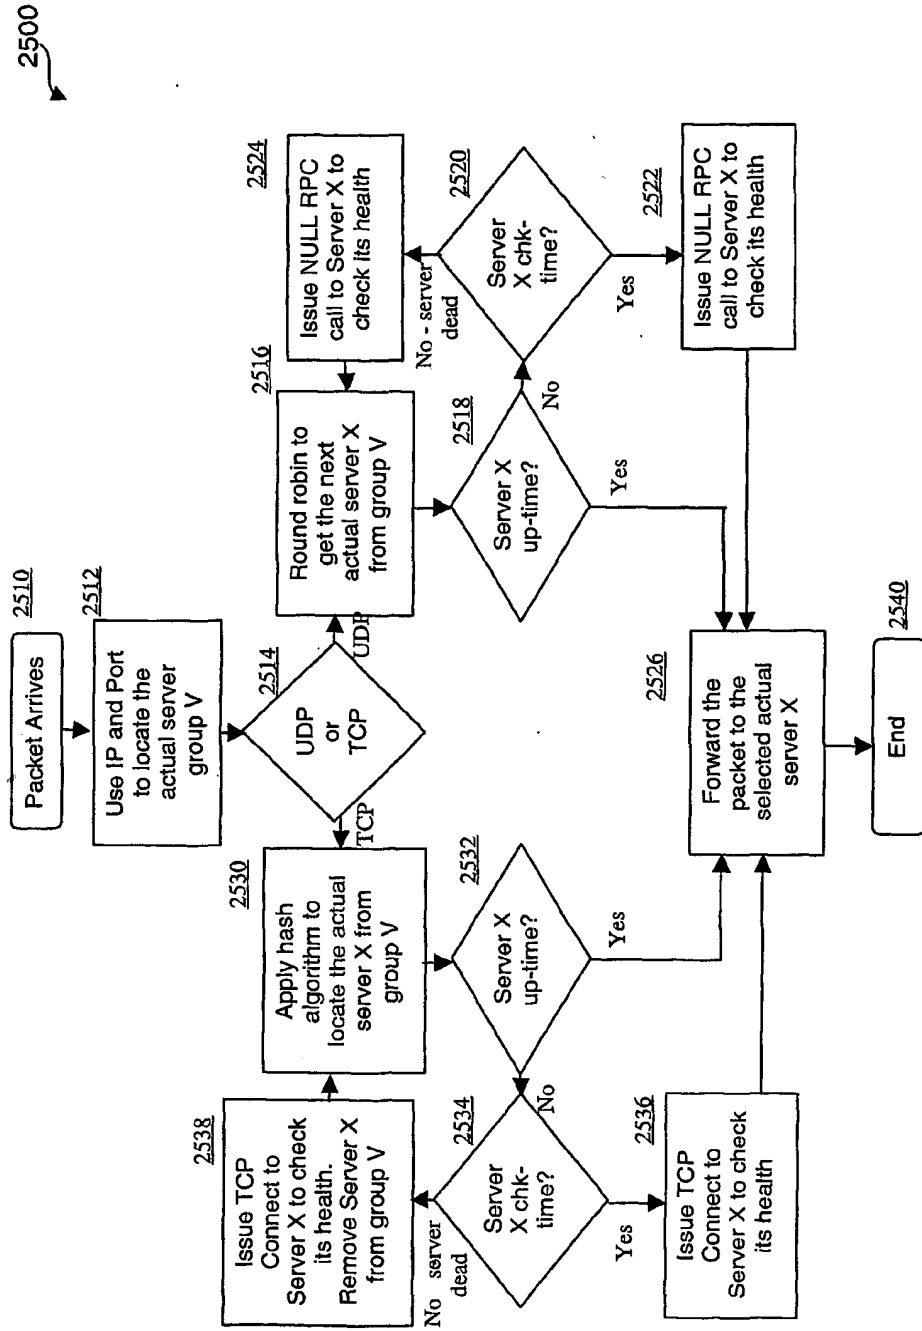 2500
2510
Packet Arrives
2512
Use IP and Port
to locate the
actual server
group V
2514
UDP
or
TCP
UDP
TCP
2516
Round robin to
get the next
actual server X
from group V
2524
Issue NULL RPC
call to Server X to
check its health
2518
Server X
up-time?
No
Yes
2520
Server
X chk-
time?
No - server
dead
Yes
2522
Issue NULL RPC
call to Server X to
check its health
2530
Apply hash
algorithm to
locate the actual
server X from
group V
2538
Issue TCP
Connect to
Server X to check
its health.
Remove Server X
from group V
2532
Server X
up-time?
No
Yes
2534
Server
X chk-
time?
No server
dead
Yes
2536
Issue TCP
Connect to
Server X to check
its health
2526
Forward the
packet to the
selected actual
server X
2540
End